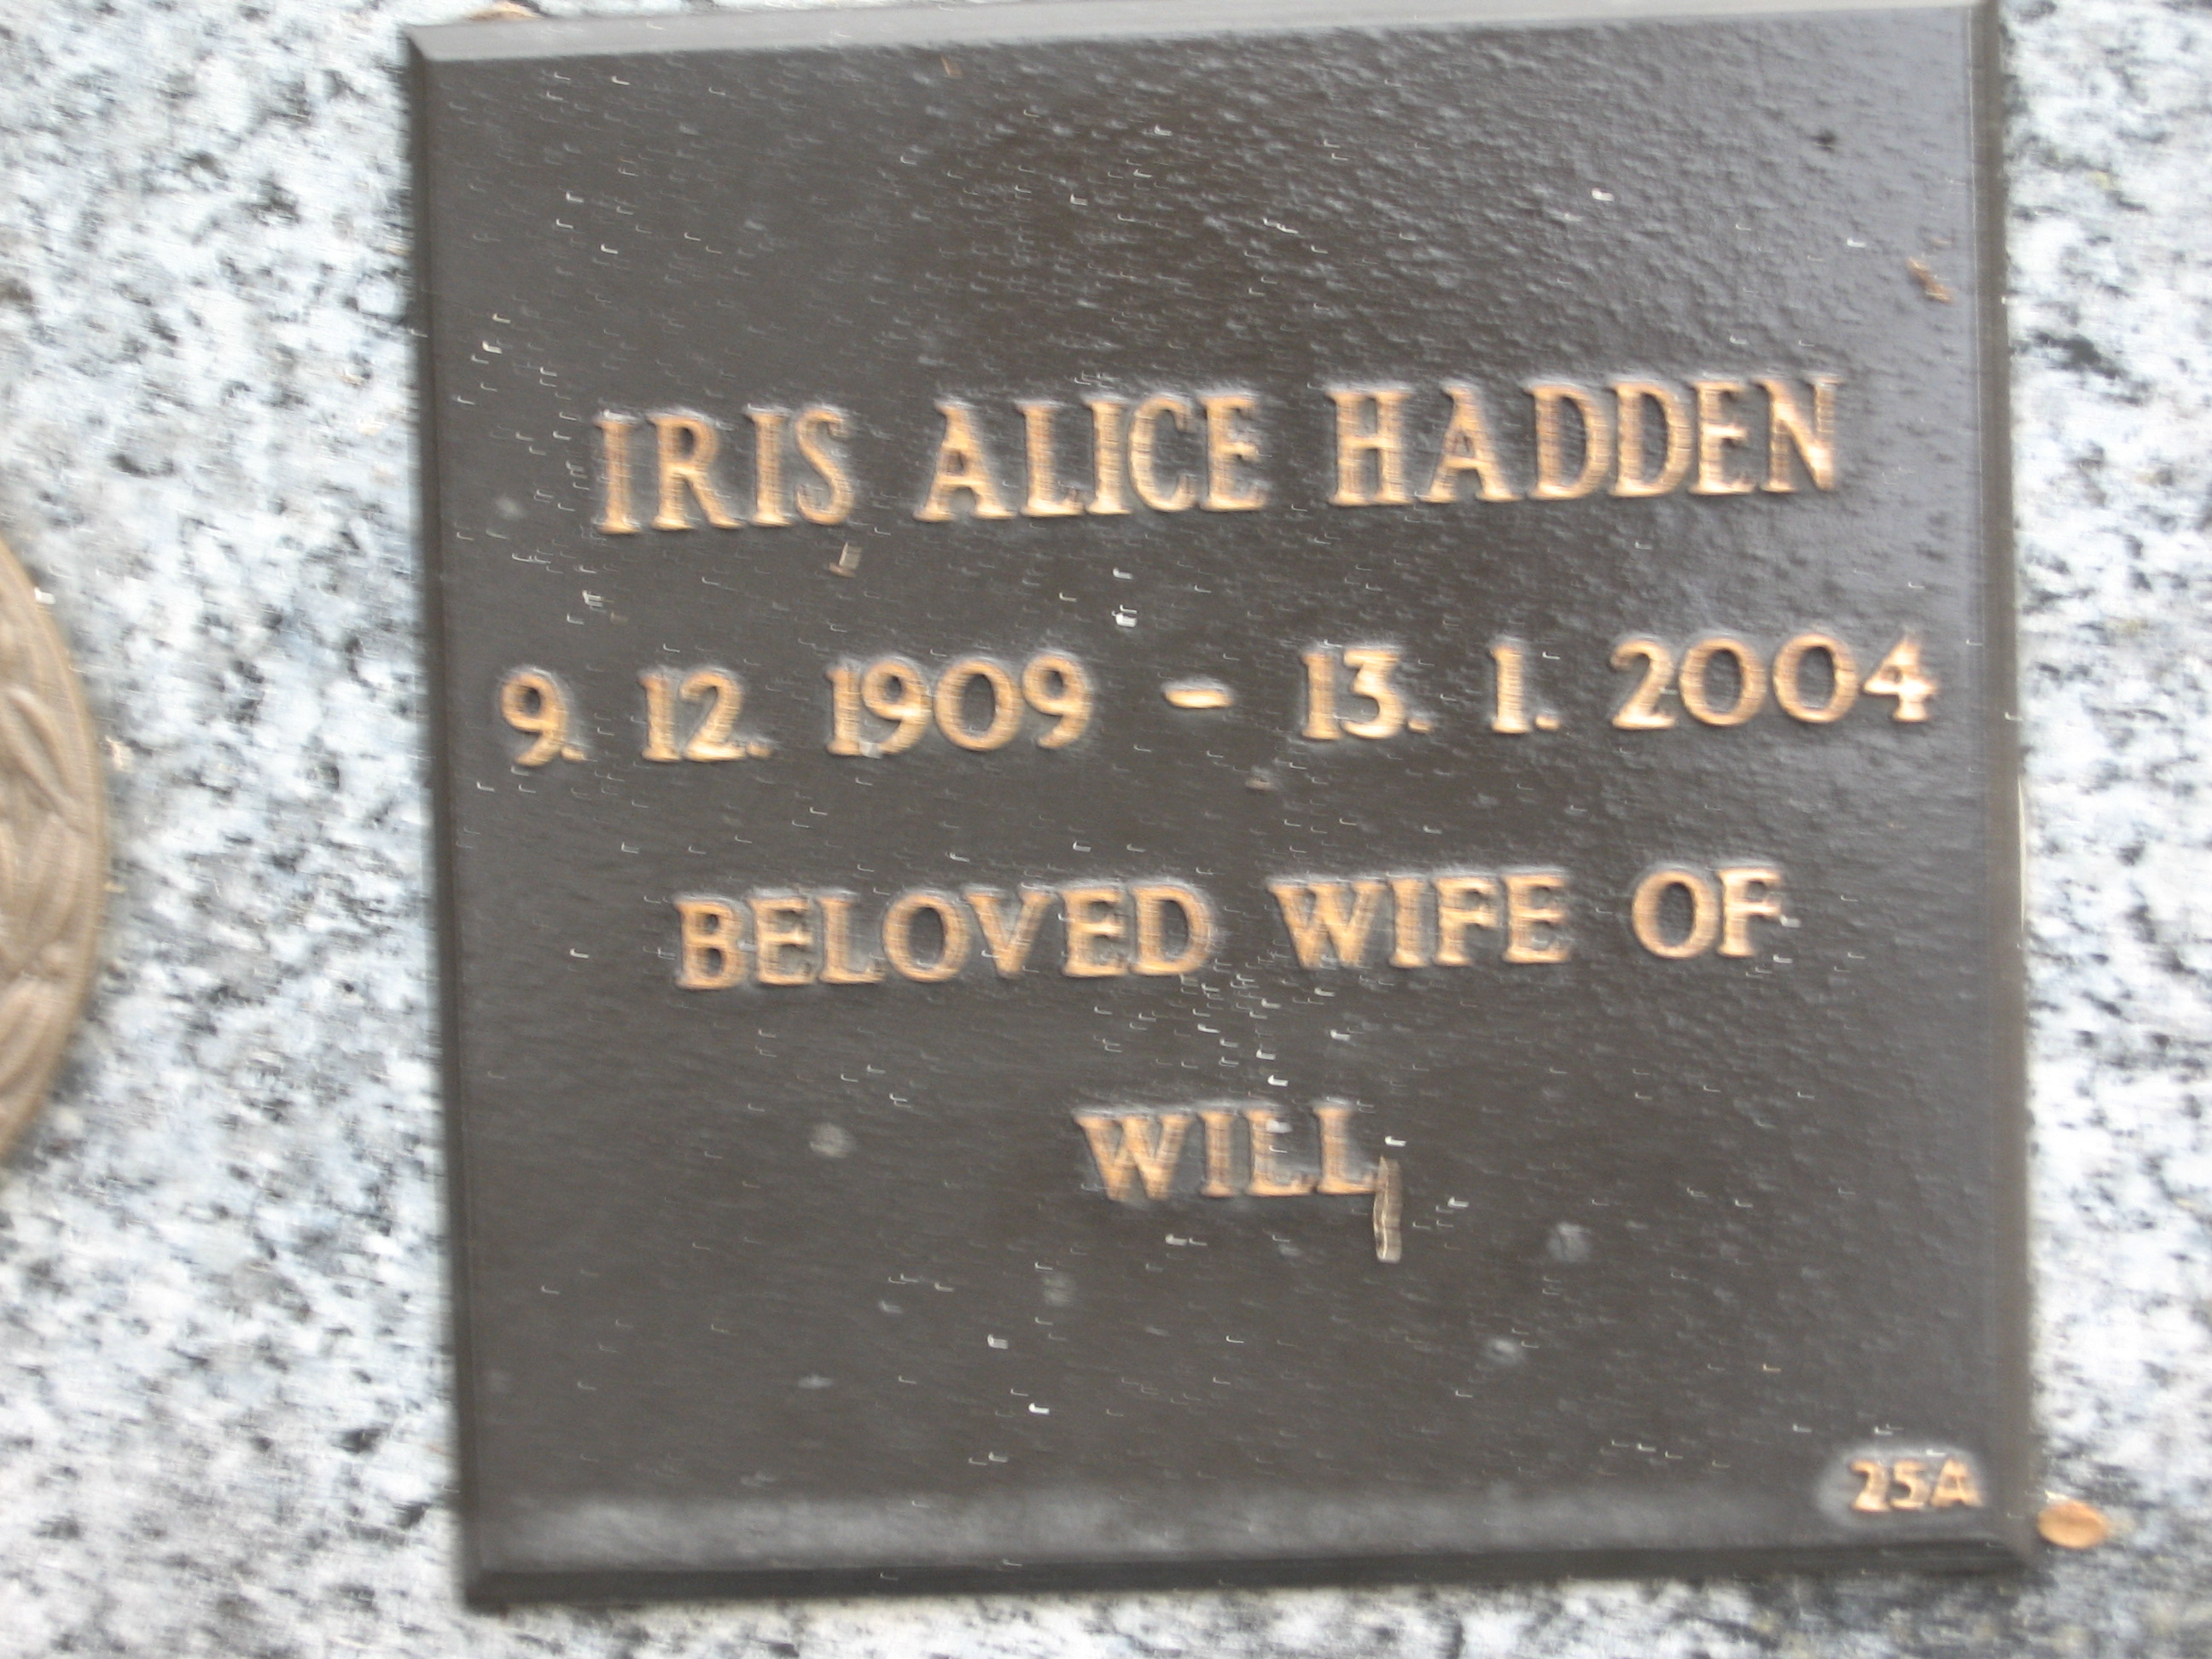 IRIS ALICE HADDEN
9. 12. 1909 - 13. 1. 2004
BELOVED WIFE OF
WILL
25A